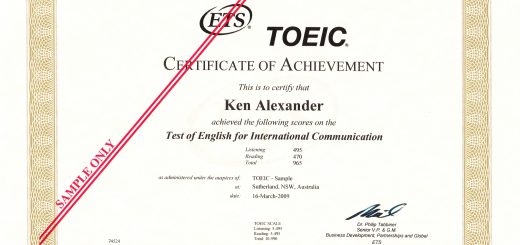 ETS®
TOEIC®
CERTIFICATE OF ACHIEVEMENT
This is to certify that
Ken Alexander
achieved the following scores on the
Test of English for International Communication
Listening 495
Reading 470
Total 965
as administered under the auspices of: TOEIC - Sample
at: Sutherland, NSW, Australia
date: 16-March-2009
SAMPLE ONLY
TOEIC SCALE
Listening: 5-495
Reading: 5-495
Total: 10-990
74524
Dr. Philip Tabbiner
Senior V.P. & G.M.
Business Development, Partnerships and Global
ETS